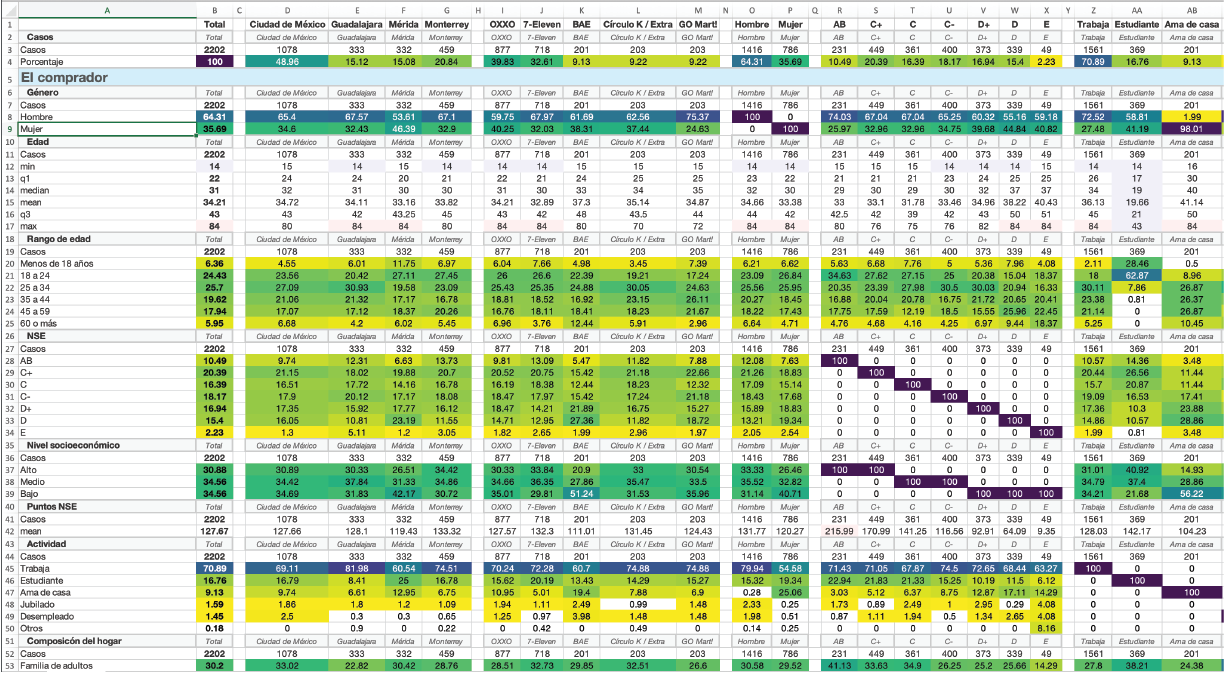 A B C D E F G H I J K L M N O P Q R S T U V W X Y Z AA AB
1 Total Ciudad de México Guadalajara Mérida Monterrey OXXO 7-Eleven BAE Círculo K / Extra GO Mart! Hombre Mujer AB C+ C C- D+ D E Trabaja Estudiante Ama de casa
2 Casos Total Ciudad de México Guadalajara Mérida Monterrey OXXO 7-Eleven BAE Círculo K / Extra GO Mart! Hombre Mujer AB C+ C C- D+ D E Trabaja Estudiante Ama de casa
3 Casos 2202 1078 333 332 459 877 718 201 203 203 1416 786 231 449 361 400 373 339 49 1561 369 201
4 Porcentaje 100 48.96 15.12 15.08 20.84 39.83 32.61 9.13 9.22 9.22 64.31 35.69 10.49 20.39 16.39 18.17 16.94 15.4 2.23 70.89 16.76 9.13
5 El comprador
6 Género Total Ciudad de México Guadalajara Mérida Monterrey OXXO 7-Eleven BAE Círculo K / Extra GO Mart! Hombre Mujer AB C+ C C- D+ D E Trabaja Estudiante Ama de casa
7 Casos 2202 1078 333 332 459 877 718 201 203 203 1416 786 231 449 361 400 373 339 49 1561 369 201
8 Hombre 64.31 65.4 67.57 53.61 67.1 59.75 67.97 61.69 62.56 75.37 100 0 74.03 67.04 67.04 65.25 60.32 55.16 59.18 72.52 58.81 1.99
9 Mujer 35.69 34.6 32.43 46.39 32.9 40.25 32.03 38.31 37.44 24.63 0 100 25.97 32.96 32.96 34.75 39.68 44.84 40.82 27.48 41.19 98.01
10 Edad Total Ciudad de México Guadalajara Mérida Monterrey OXXO 7-Eleven BAE Círculo K / Extra GO Mart! Hombre Mujer AB C+ C C- D+ D E Trabaja Estudiante Ama de casa
11 Casos 2202 1078 333 332 459 877 718 201 203 203 1416 786 231 449 361 400 373 339 49 1561 369 201
12 min 14 15 14 15 14 14 14 15 15 15 14 14 15 15 15 14 14 14 15 14 14 16
13 q1 22 24 24 20 21 22 21 24 25 25 23 22 21 21 21 23 24 25 25 26 17 30
14 median 31 32 31 30 30 31 30 33 34 35 32 30 29 30 29 30 32 37 37 34 19 40
15 mean 34.21 34.72 34.11 33.16 33.82 34.21 32.89 37.3 35.14 34.87 34.66 33.38 33 33.1 31.78 33.46 34.96 38.22 40.43 36.13 19.66 41.14
16 q3 43 43 42 43.25 45 43 42 48 43.5 44 44 42 42.5 42 39 42 43 50 51 45 21 50
17 max 84 80 84 84 80 84 84 80 70 72 84 84 80 76 75 76 82 84 84 84 43 84
18 Rango de edad Total Ciudad de México Guadalajara Mérida Monterrey OXXO 7-Eleven BAE Círculo K / Extra GO Mart! Hombre Mujer AB C+ C C- D+ D E Trabaja Estudiante Ama de casa
19 Casos 2202 1078 333 332 459 877 718 201 203 203 1416 786 231 449 361 400 373 339 49 1561 369 201
20 Menos de 18 años 6.36 4.55 6.01 11.75 6.97 6.04 7.66 4.98 3.45 7.39 6.21 6.62 5.63 6.68 7.76 5 5.36 7.96 4.08 2.11 28.46 0.5
21 18 a 24 24.43 23.56 20.42 27.11 27.45 26 26.6 22.39 19.21 17.24 23.09 26.84 34.63 27.62 27.15 25 20.38 15.04 18.37 18 62.87 8.96
22 25 a 34 25.7 27.09 30.93 19.58 23.09 25.43 25.35 24.88 30.05 24.63 25.56 25.95 20.35 23.39 27.98 30.5 30.03 20.94 16.33 30.11 7.86 26.87
23 35 a 44 19.62 21.06 21.32 17.17 16.78 18.81 18.52 16.92 23.15 26.11 20.27 18.45 16.88 20.04 20.78 16.75 21.72 20.65 20.41 23.38 0.81 26.37
24 45 a 59 17.94 17.07 17.12 18.37 20.26 16.76 18.11 18.41 18.23 21.67 18.22 17.43 17.75 17.59 12.19 18.5 15.55 25.96 22.45 21.14 0 26.87
25 60 o más 5.95 6.68 4.2 6.02 5.45 6.96 3.76 12.44 5.91 2.96 6.64 4.71 4.76 4.68 4.16 4.25 6.97 9.44 18.37 5.25 0 10.45
26 NSE Total Ciudad de México Guadalajara Mérida Monterrey OXXO 7-Eleven BAE Círculo K / Extra GO Mart! Hombre Mujer AB C+ C C- D+ D E Trabaja Estudiante Ama de casa
27 Casos 2202 1078 333 332 459 877 718 201 203 203 1416 786 231 449 361 400 373 339 49 1561 369 201
28 AB 10.49 9.74 12.31 6.63 13.73 9.81 13.09 5.47 11.82 7.88 12.08 7.63 100 0 0 0 0 0 0 10.57 14.36 3.48
29 C+ 20.39 21.15 18.02 19.88 20.7 20.52 20.75 15.42 21.18 22.66 21.26 18.83 0 100 0 0 0 0 0 20.44 26.56 11.44
30 C 16.39 16.51 17.72 14.16 16.78 16.19 18.38 12.44 18.23 12.32 17.09 15.14 0 0 100 0 0 0 0 15.7 20.87 11.44
31 C- 18.17 17.9 20.12 17.17 18.08 18.47 17.97 15.42 17.24 21.18 18.43 17.68 0 0 0 100 0 0 0 19.09 16.53 17.41
32 D+ 16.94 17.35 15.92 17.77 16.12 18.47 14.21 21.89 16.75 15.27 15.89 18.83 0 0 0 0 100 0 0 17.36 10.3 23.88
33 D 15.4 16.05 10.81 23.19 11.55 14.71 12.95 27.36 11.82 18.72 13.21 19.34 0 0 0 0 0 100 0 14.86 10.57 28.86
34 E 2.23 1.3 5.11 1.2 3.05 1.82 2.65 1.99 2.96 1.97 2.05 2.54 0 0 0 0 0 0 100 1.99 0.81 3.48
35 Nivel socioeconómico Total Ciudad de México Guadalajara Mérida Monterrey OXXO 7-Eleven BAE Círculo K / Extra GO Mart! Hombre Mujer AB C+ C C- D+ D E Trabaja Estudiante Ama de casa
36 Casos 2202 1078 333 332 459 877 718 201 203 203 1416 786 231 449 361 400 373 339 49 1561 369 201
37 Alto 30.88 30.89 30.33 26.51 34.42 30.33 33.84 20.9 33 30.54 33.33 26.46 100 100 0 0 0 0 0 31.01 40.92 14.93
38 Medio 34.56 34.42 37.84 31.33 34.86 34.66 36.35 27.86 35.47 33.5 35.52 32.82 0 0 100 100 0 0 0 34.79 37.4 28.86
39 Bajo 34.56 34.69 31.83 42.17 30.72 35.01 29.81 51.24 31.53 35.96 31.14 40.71 0 0 0 0 100 100 100 34.21 21.68 56.22
40 Puntos NSE Total Ciudad de México Guadalajara Mérida Monterrey OXXO 7-Eleven BAE Círculo K / Extra GO Mart! Hombre Mujer AB C+ C C- D+ D E Trabaja Estudiante Ama de casa
41 Casos 2202 1078 333 332 459 877 718 201 203 203 1416 786 231 449 361 400 373 339 49 1561 369 201
42 mean 127.67 127.66 128.1 119.43 133.32 127.57 132.3 111.01 131.45 124.43 131.77 120.27 215.99 170.99 141.25 116.56 92.91 64.09 9.35 128.03 142.17 104.23
43 Actividad Total Ciudad de México Guadalajara Mérida Monterrey OXXO 7-Eleven BAE Círculo K / Extra GO Mart! Hombre Mujer AB C+ C C- D+ D E Trabaja Estudiante Ama de casa
44 Casos 2202 1078 333 332 459 877 718 201 203 203 1416 786 231 449 361 400 373 339 49 1561 369 201
45 Trabaja 70.89 69.11 81.98 60.54 74.51 70.24 72.28 60.7 74.88 74.88 79.94 54.58 71.43 71.05 67.87 74.5 72.65 68.44 63.27 100 0 0
46 Estudiante 16.76 16.79 8.41 25 16.78 15.62 20.19 13.43 14.29 15.27 15.32 19.34 22.94 21.83 21.33 15.25 10.19 11.5 6.12 0 100 0
47 Ama de casa 9.13 9.74 6.61 12.95 6.75 10.95 5.01 19.4 7.88 6.9 0.28 25.06 3.03 5.12 6.37 8.75 12.87 17.11 14.29 0 0 100
48 Jubilado 1.59 1.86 1.8 1.2 1.09 1.94 1.11 2.49 0.99 1.48 2.33 0.25 1.73 0.89 2.49 1 2.95 0.29 4.08 0 0 0
49 Desempleado 1.45 2.5 0.3 0.3 0.65 1.25 0.97 3.98 1.48 1.48 1.98 0.51 0.87 1.11 1.94 0.5 1.34 2.65 4.08 0 0 0
50 Otros 0.18 0 0.9 0 0.22 0 0.42 0 0.49 0 0.14 0.25 0 0 0 0 0 0 8.16 0 0 0
51 Composicón del hogar Total Ciudad de México Guadalajara Mérida Monterrey OXXO 7-Eleven BAE Círculo K / Extra GO Mart! Hombre Mujer AB C+ C C- D+ D E Trabaja Estudiante Ama de casa
52 Casos 2202 1078 333 332 459 877 718 201 203 203 1416 786 231 449 361 400 373 339 49 1561 369 201
53 Familia de adultos 30.2 33.02 22.82 30.42 28.76 28.51 32.73 29.85 32.51 26.6 30.58 29.52 41.13 33.63 34.9 26.25 25.2 25.66 14.29 27.8 38.21 24.38